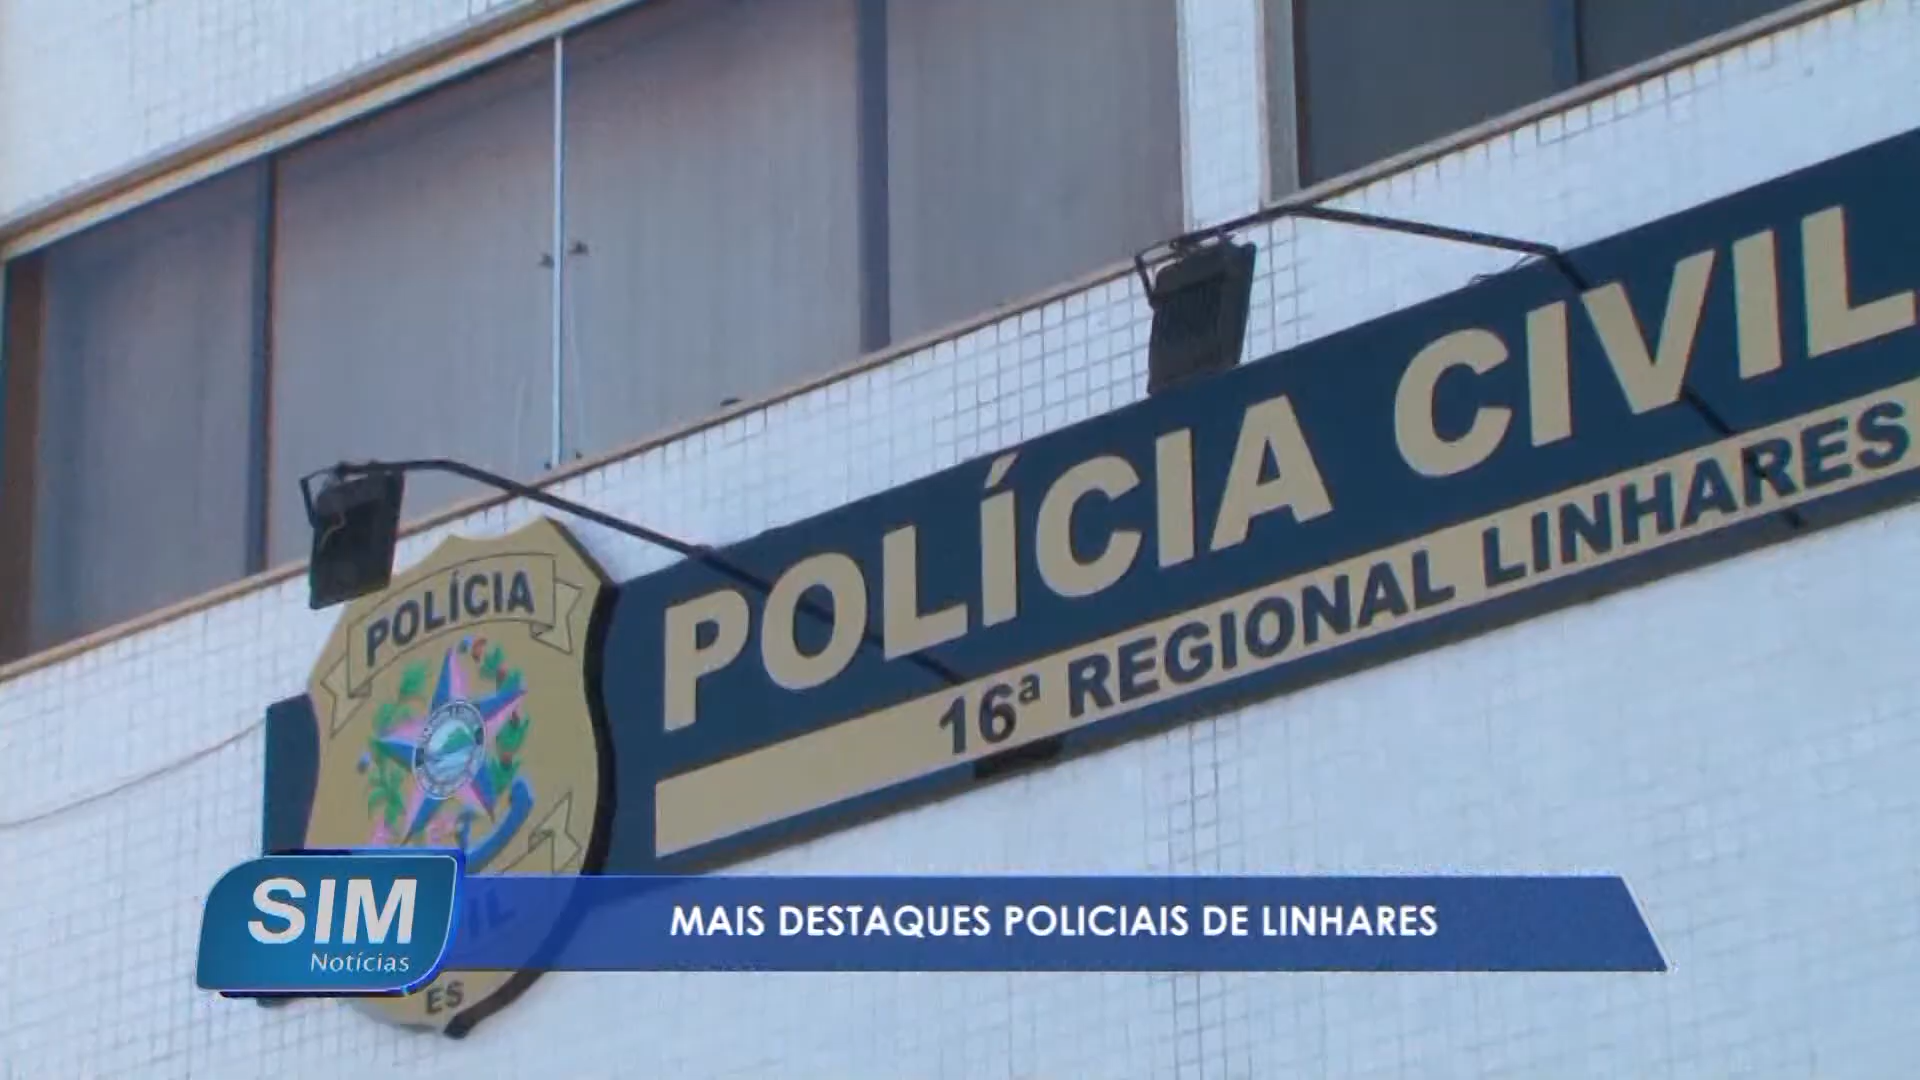 POLÍCIA CIVIL
16ª REGIONAL LINHARES
POLÍCIA
ES
SIM
Notícias
MAIS DESTAQUES POLICIAIS DE LINHARES